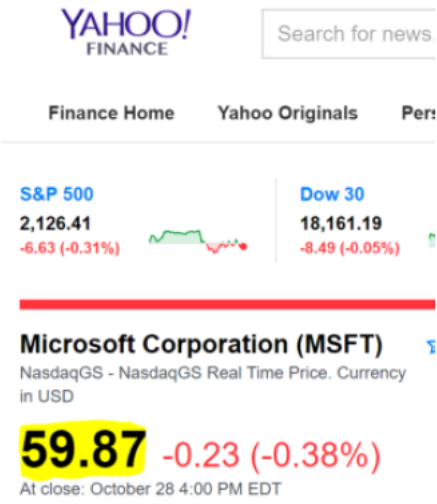 YAHOO!
FINANCE
Search for news
Finance Home Yahoo Originals
S&P 500
2,126.41
-6.63 (-0.31%)
Dow 30
18,161.19
-8.49 (-0.05%)
Microsoft Corporation (MSFT)
NasdaqGS - NasdaqGS Real Time Price. Currency
in USD
59.87 -0.23 (-0.38%)
At close: October 28 4:00 PM EDT